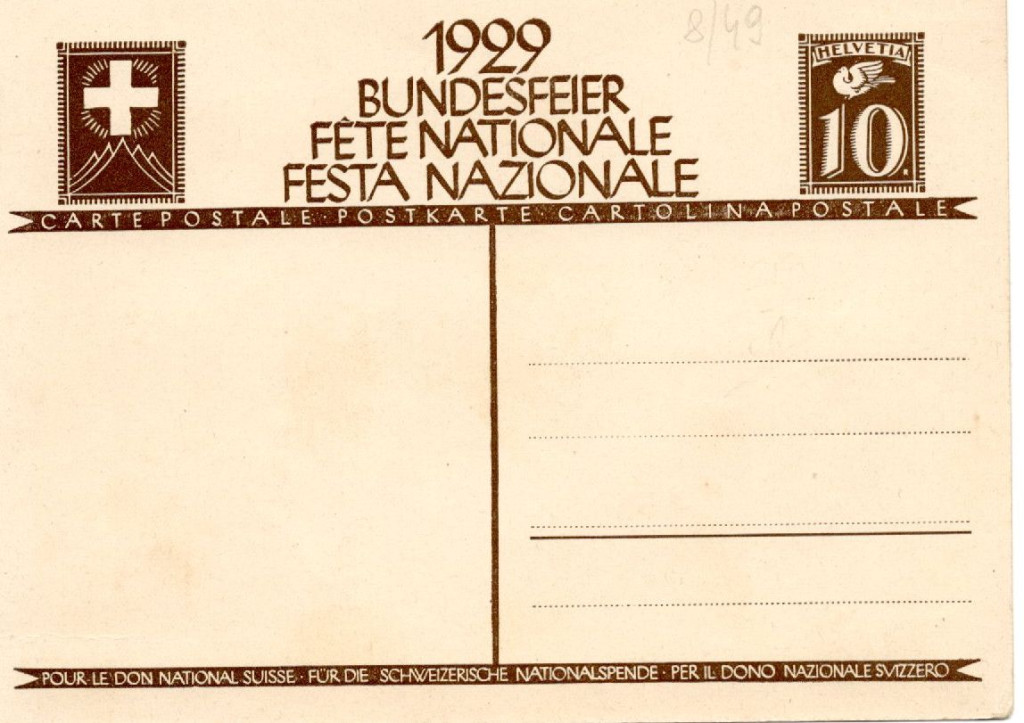 8/49
1929
BUNDESFEIER
FÊTE NATIONALE
FESTA NAZIONALE
HELVETIA
10
CARTE POSTALE · POSTKARTE · CARTOLINA POSTALE
POUR LE DON NATIONAL SUISSE · FÜR DIE SCHWEIZERISCHE NATIONALSPENDE · PER IL DONO NAZIONALE SVIZZERO